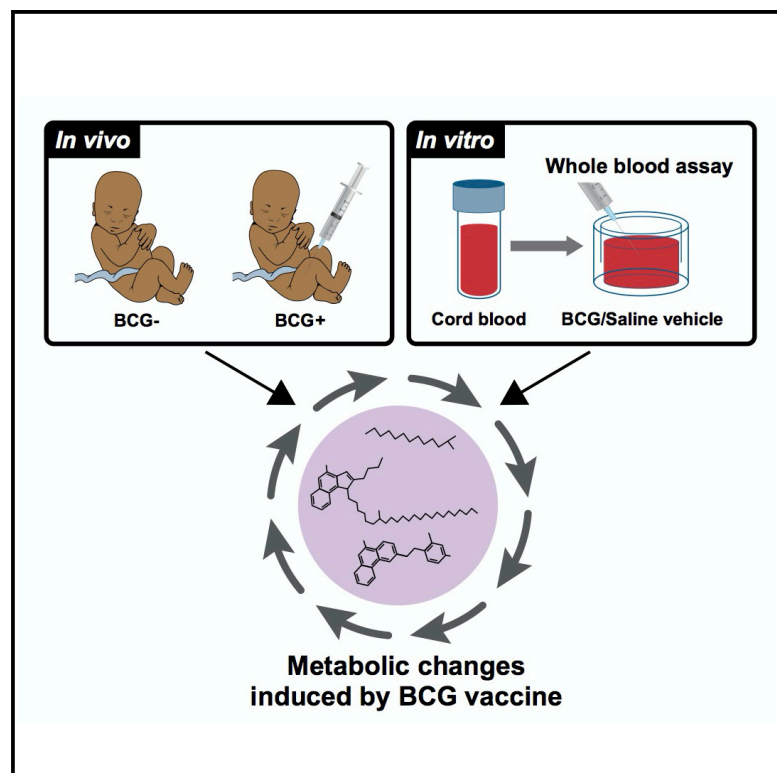 In vivo
BCG-
BCG+
In vitro
Whole blood assay
Cord blood
BCG/Saline vehicle
Metabolic changes
induced by BCG vaccine